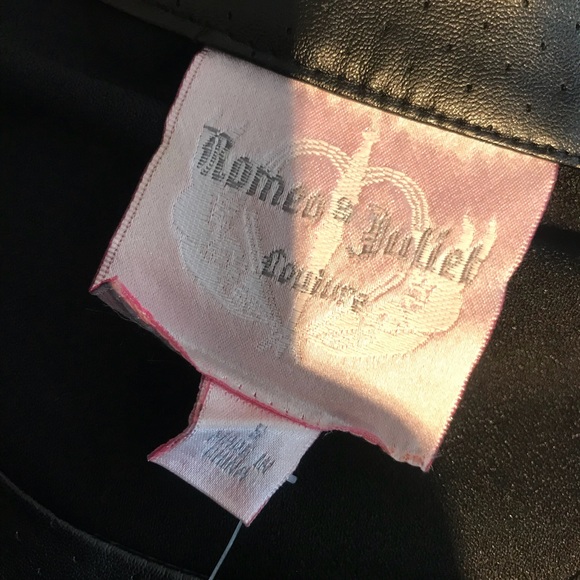 Romeo & Juliet
Couture
S
MADE IN
CHINA